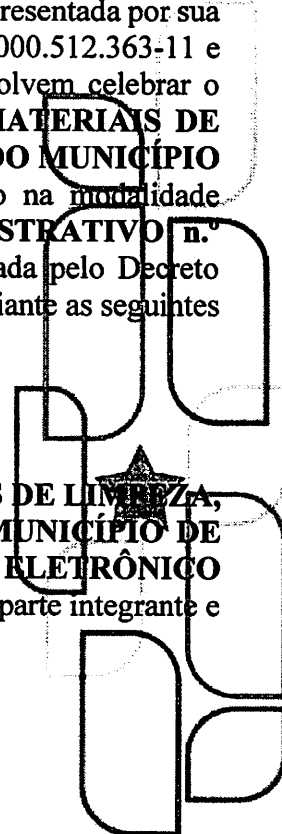 resentada por sua
000.512.363-11 e
olvem celebrar o
MATERIAIS DE
DO MUNICÍPIO
o na modalidade
STRATIVO n.º
ada pelo Decreto
iante as seguintes
S DE LIMPEZA,
MUNICÍPIO DE
ELETRÔNICO
parte integrante e